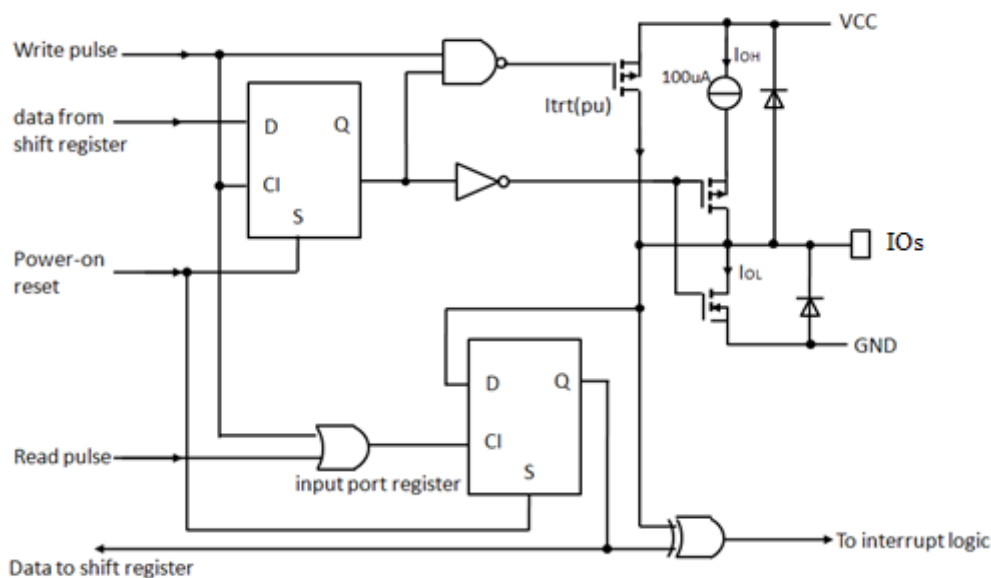 Write pulse
VCC
IOH
100uA
Itrt(pu)
data from
shift register
D
Q
CI
S
Power-on
reset
IOs
IOL
GND
D
Q
CI
S
Read pulse
input port register
To interrupt logic
Data to shift register